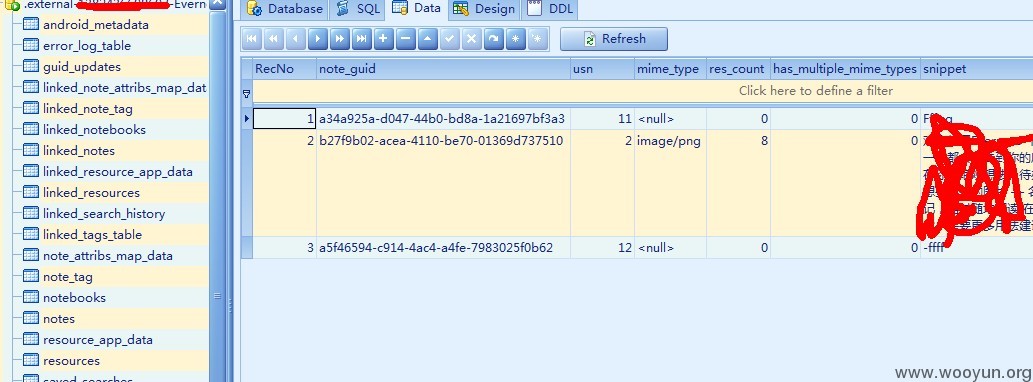 .external- -Evern
Database SQL Data Design DDL
Refresh
android_metadata
error_log_table
guid_updates
linked_note_attribs_map_dat
linked_note_tag
linked_notebooks
linked_notes
linked_resource_app_data
linked_resources
linked_search_history
linked_tags_table
note_attribs_map_data
note_tag
notebooks
notes
resource_app_data
resources
saved_searches
RecNo note_guid usn mime_type res_count has_multiple_mime_types snippet
Click here to define a filter
1 a34a925a-d047-44b0-bd8a-1a21697bf3a3 11 <null> 0 0
2 b27f9b02-acea-4110-be70-01369d737510 2 image/png 8 0
3 a5f46594-c914-4ac4-a4fe-7983025f0b62 12 <null> 0 0 -ffff
www.wooyun.org